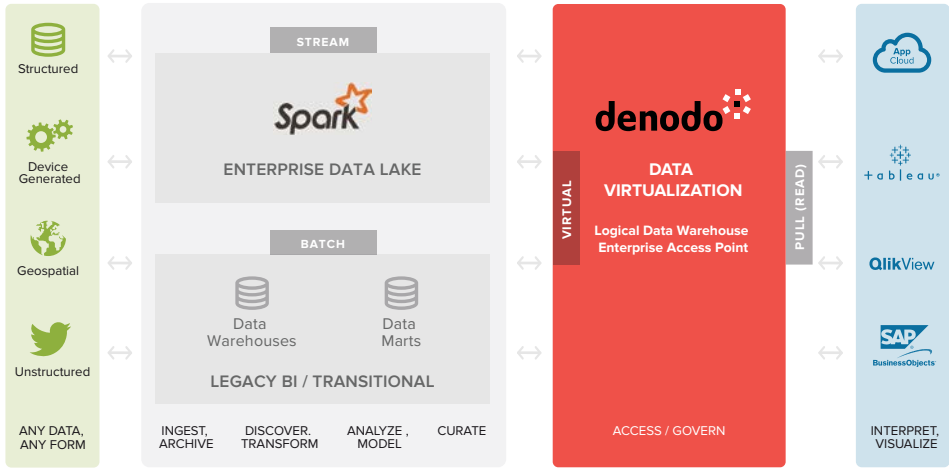 Structured
Device
Generated
Geospatial
Unstructured
ANY DATA,
ANY FORM
STREAM
Spark
ENTERPRISE DATA LAKE
BATCH
Data
Warehouses
Data
Marts
LEGACY BI / TRANSITIONAL
INGEST,
ARCHIVE
DISCOVER.
TRANSFORM
ANALYZE ,
MODEL
CURATE
denodo
VIRTUAL
DATA
VIRTUALIZATION
Logical Data Warehouse
Enterprise Access Point
ACCESS / GOVERN
PULL (READ)
App
Cloud
+ableau®
QlikView
SAP®
BusinessObjects™
INTERPRET,
VISUALIZE